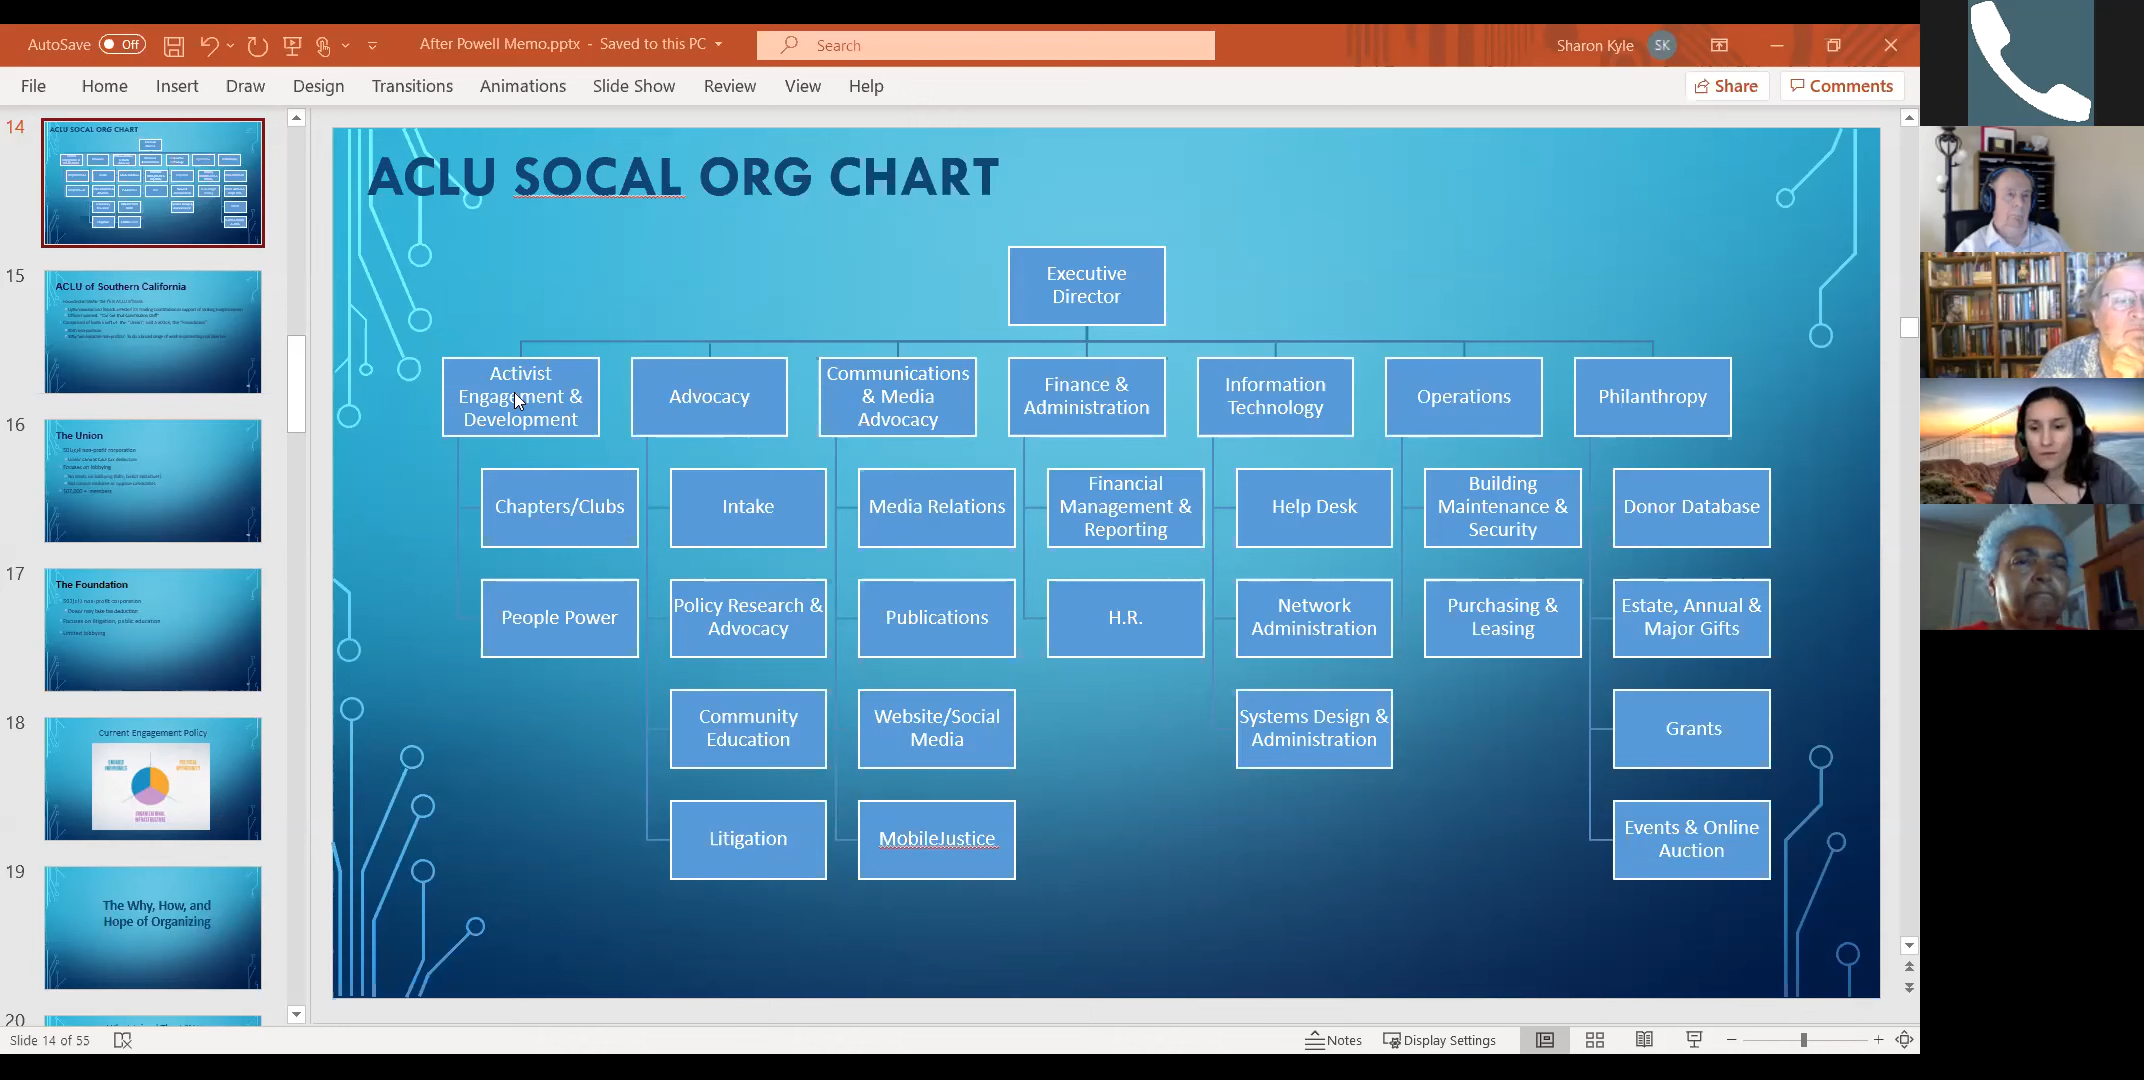 AutoSave Off
After Powell Memo.pptx - Saved to this PC
Search
Sharon Kyle SK
File Home Insert Draw Design Transitions Animations Slide Show Review View Help
Share Comments
14
ACLU SOCAL ORG CHART
15
ACLU of Southern California
16
The Union
17
The Foundation
Limited lobbying
18
Current Engagement Policy
19
The Why, How, and
Hope of Organizing
20
ACLU SOCAL ORG CHART
Executive
Director
Activist
Engagement &
Development
Chapters/Clubs
People Power
Advocacy
Intake
Policy Research &
Advocacy
Community
Education
Litigation
Communications
& Media
Advocacy
Media Relations
Publications
Website/Social
Media
MobileJustice
Finance &
Administration
Financial
Management &
Reporting
H.R.
Information
Technology
Help Desk
Network
Administration
Systems Design &
Administration
Operations
Building
Maintenance &
Security
Purchasing &
Leasing
Philanthropy
Donor Database
Estate, Annual &
Major Gifts
Grants
Events & Online
Auction
Slide 14 of 55
Notes Display Settings